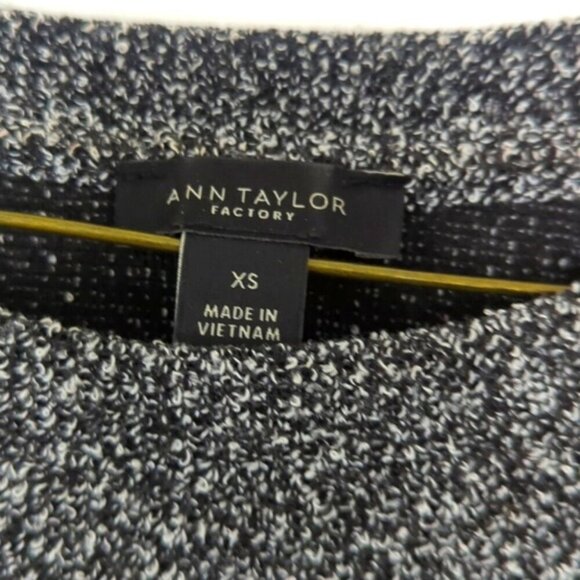 ANN TAYLOR
FACTORY
XS
MADE IN
VIETNAM